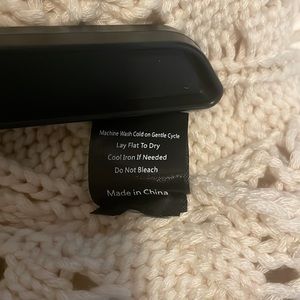 Machine Wash Cold on Gentle Cycle
Lay Flat To Dry
Cool Iron If Needed
Do Not Bleach
Made in China